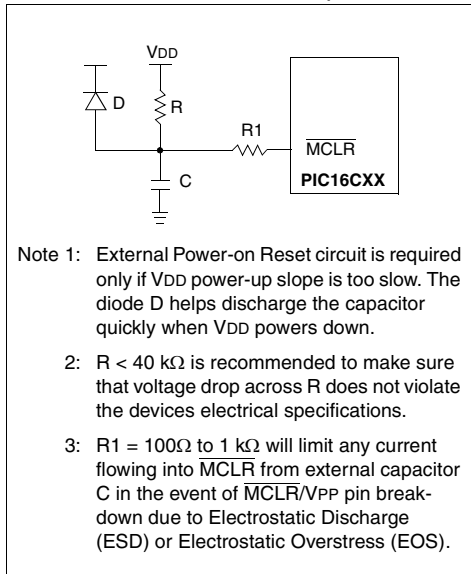 VDD
D
R
R1
MCLR
C
PIC16CXX
Note 1: External Power-on Reset circuit is required
only if VDD power-up slope is too slow. The
diode D helps discharge the capacitor
quickly when VDD powers down.
2: R < 40 kΩ is recommended to make sure
that voltage drop across R does not violate
the devices electrical specifications.
3: R1 = 100Ω to 1 kΩ will limit any current
flowing into MCLR from external capacitor
C in the event of MCLR/VPP pin break-
down due to Electrostatic Discharge
(ESD) or Electrostatic Overstress (EOS).